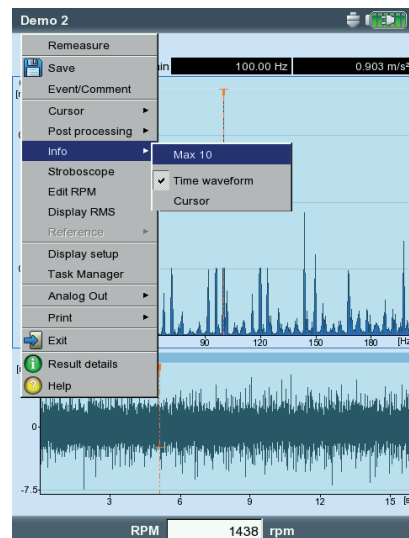 Demo 2
Remeasure
Save
in 100.00 Hz 0.903 m/s²
Event/Comment
Cursor
Post processing
Info
Max 10
Stroboscope
Time waveform
Edit RPM
Cursor
Display RMS
Reference
Display setup
Task Manager
Analog Out
Print
90 120 150 180 [Hz
Exit
Result details
Help
0
-7.5
3 6 9 12 15 [s
RPM 1438 rpm